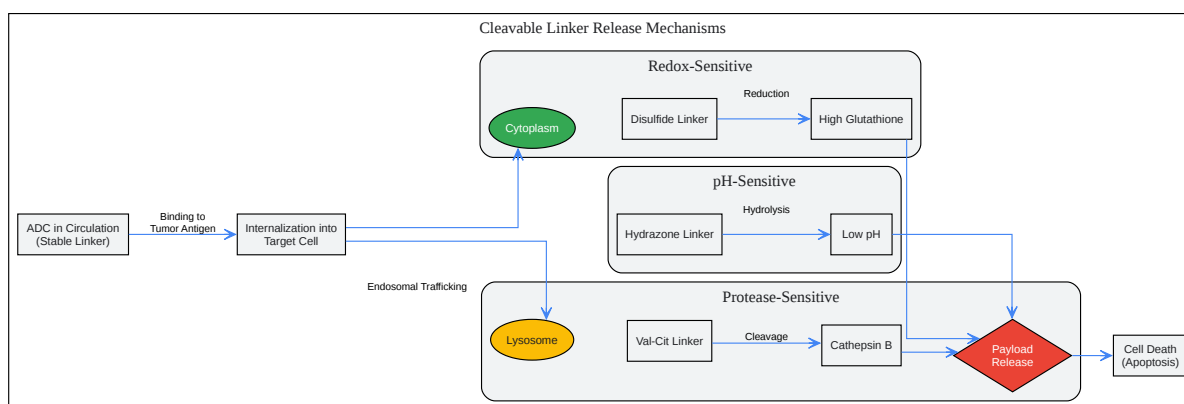 Cleavable Linker Release Mechanisms
Redox-Sensitive
Reduction
Cytoplasm
Disulfide Linker
High Glutathione
pH-Sensitive
Hydrolysis
Hydrazone Linker
Low pH
ADC in Circulation
(Stable Linker)
Binding to
Tumor Antigen
Internalization into
Target Cell
Endosomal Trafficking
Protease-Sensitive
Lysosome
Val-Cit Linker
Cleavage
Cathepsin B
Payload
Release
Cell Death
(Apoptosis)